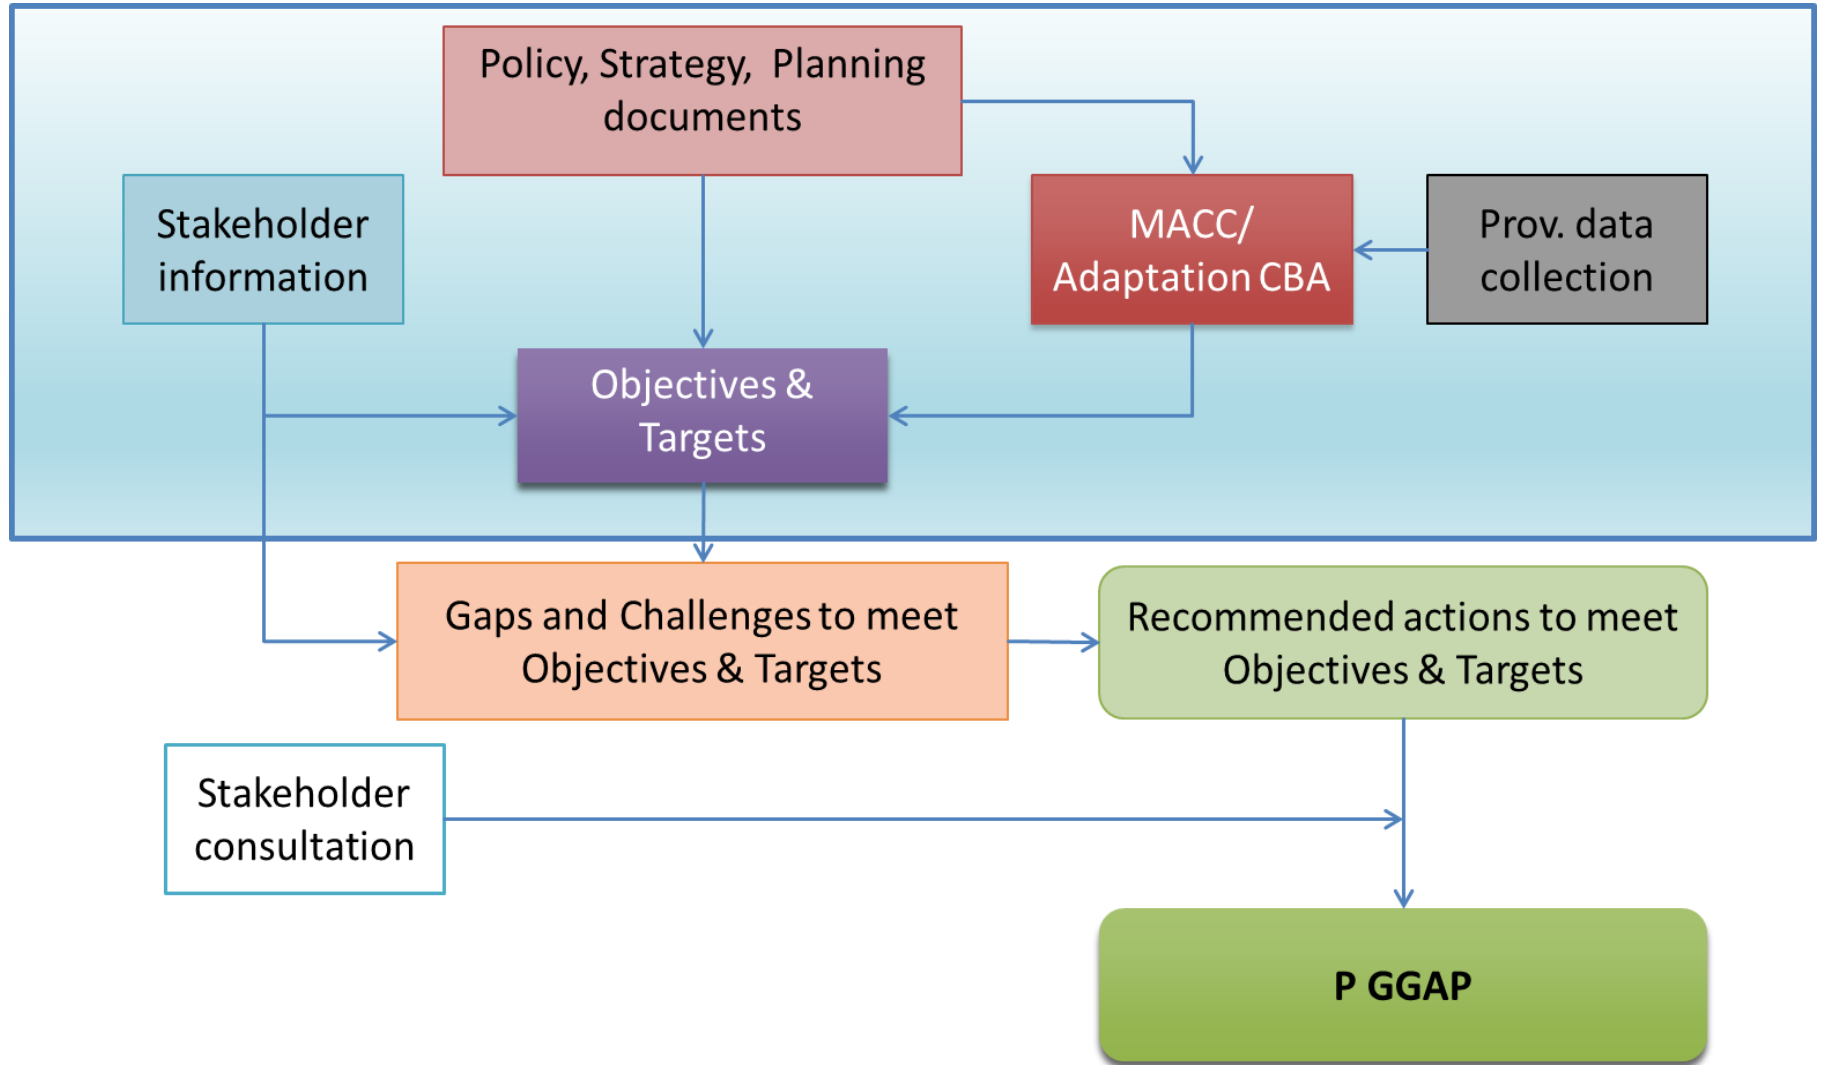 Policy, Strategy, Planning
documents
Stakeholder
information
MACC/
Adaptation CBA
Prov. data
collection
Objectives &
Targets
Gaps and Challenges to meet
Objectives & Targets
Recommended actions to meet
Objectives & Targets
Stakeholder
consultation
P GGAP